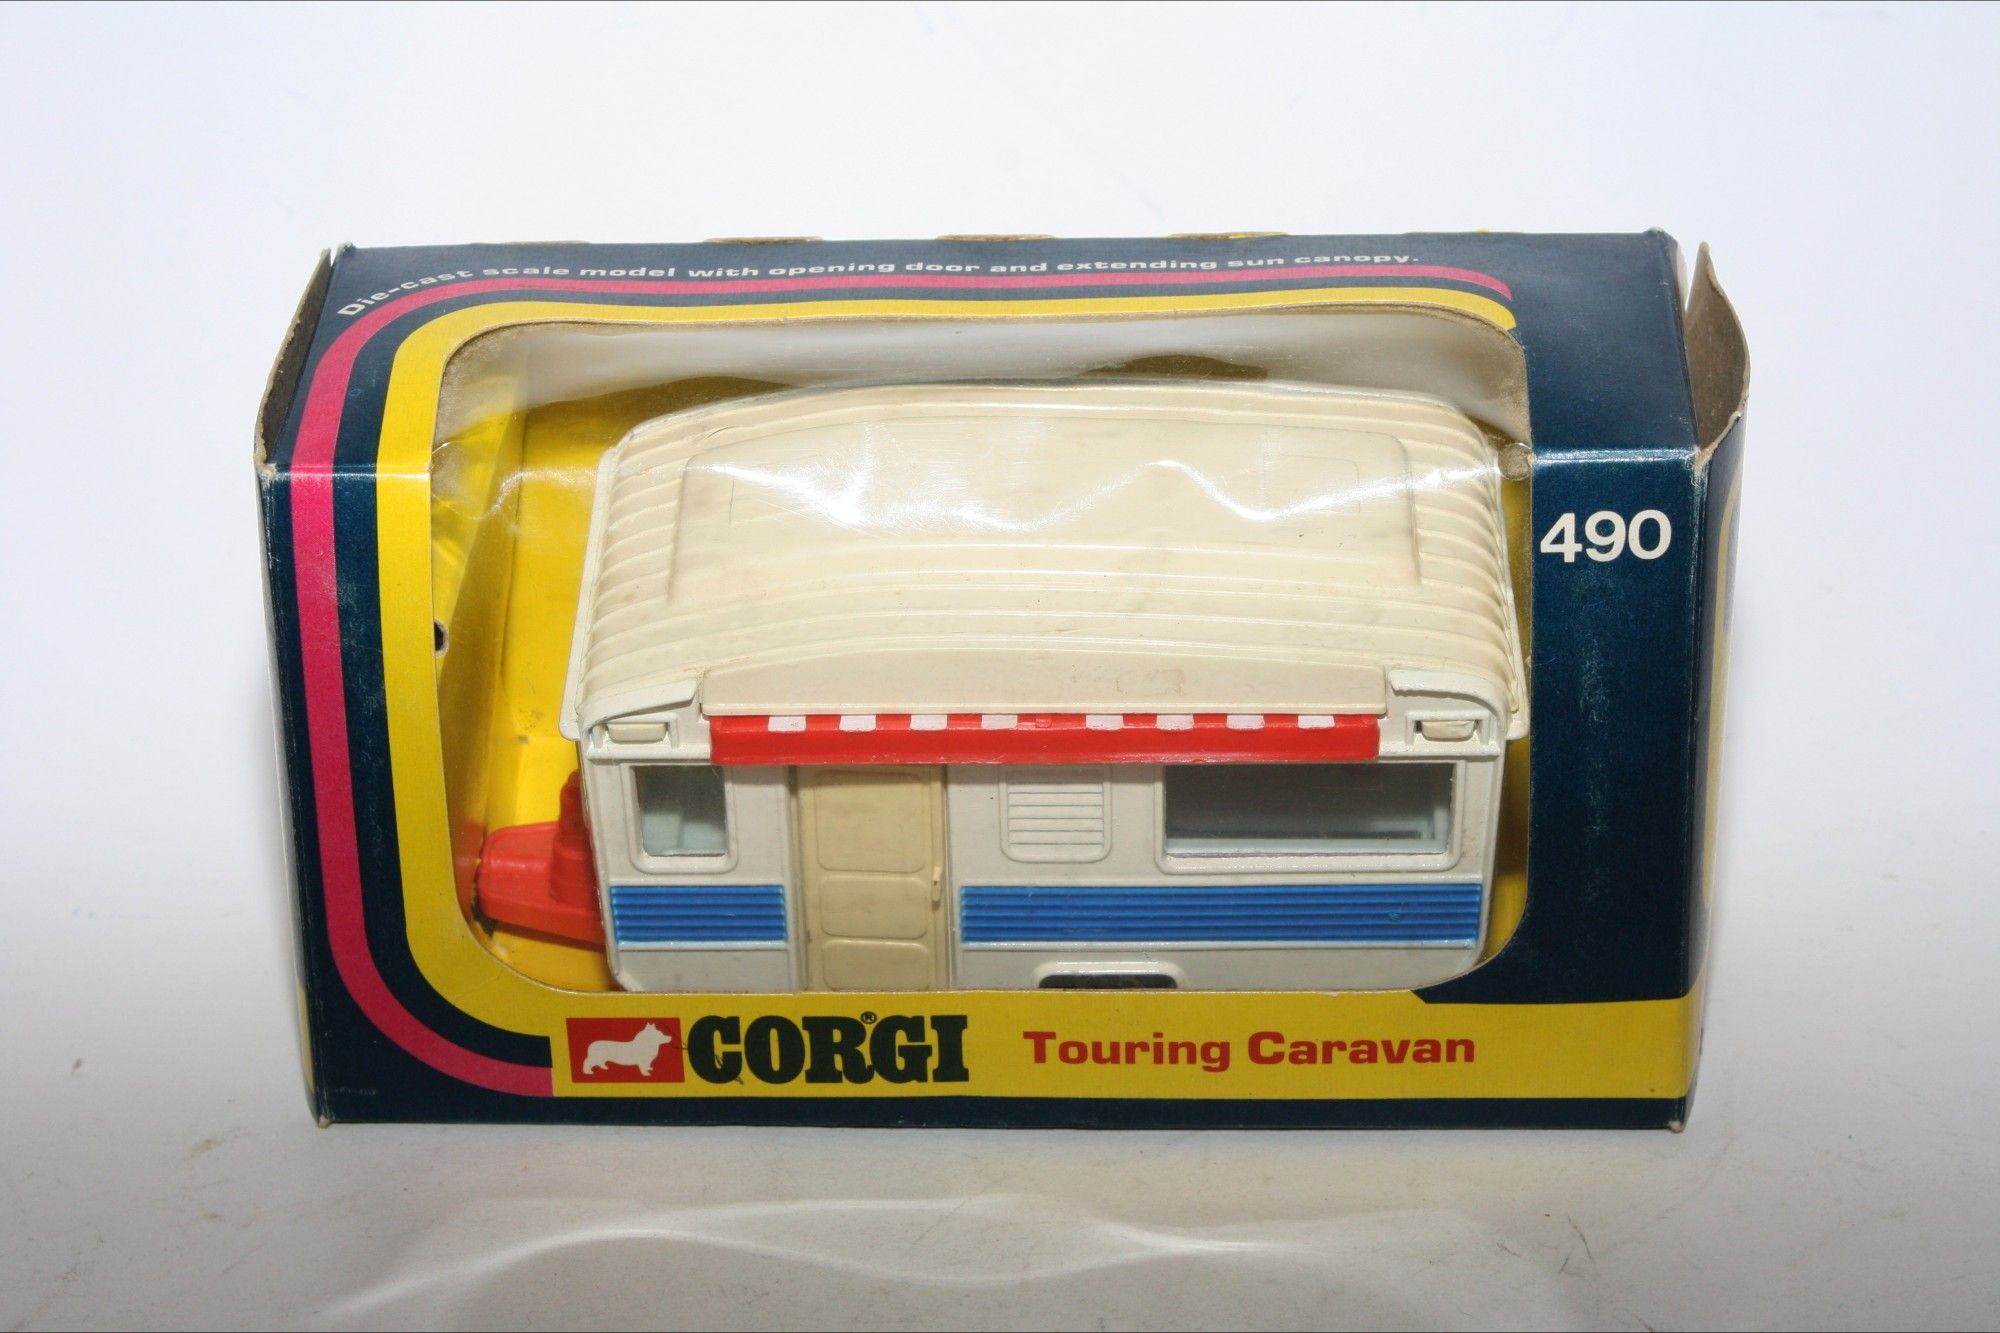 Die-cast scale model with opening door and extending sun canopy.
490
CORGI®
Touring Caravan